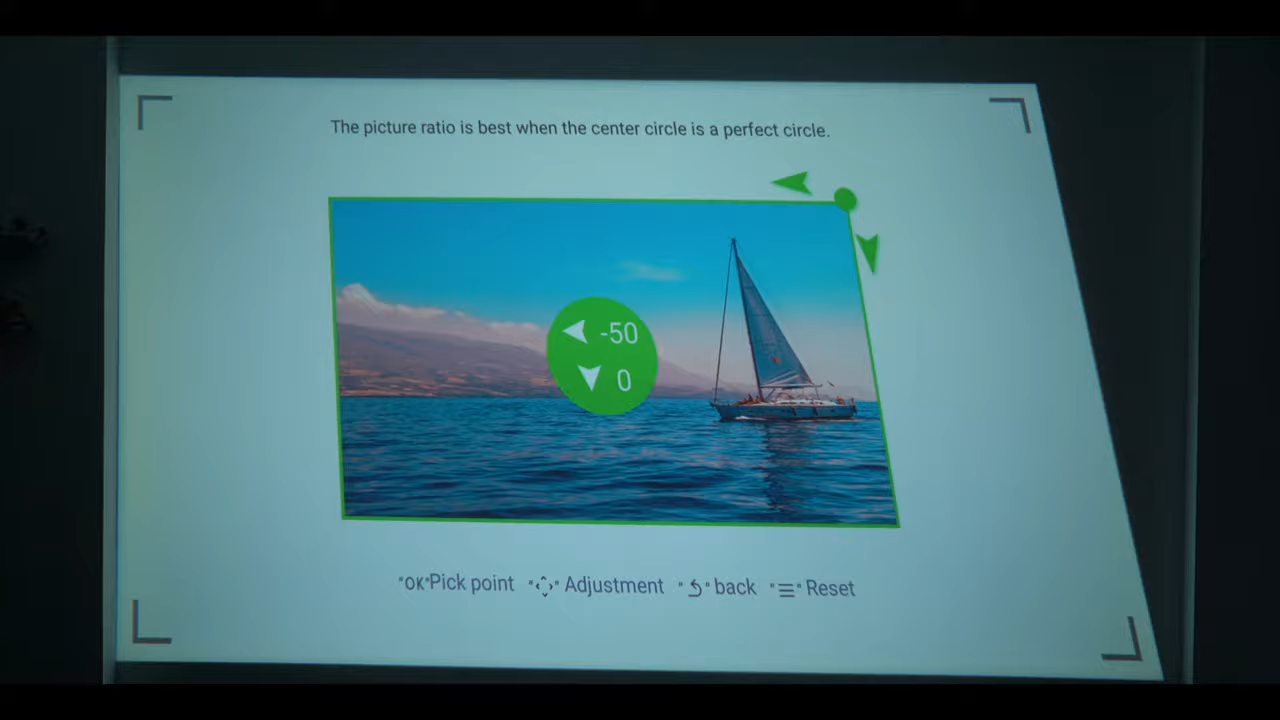 The picture ratio is best when the center circle is a perfect circle.
-50
0
"OK"Pick point " " Adjustment " " back " " Reset